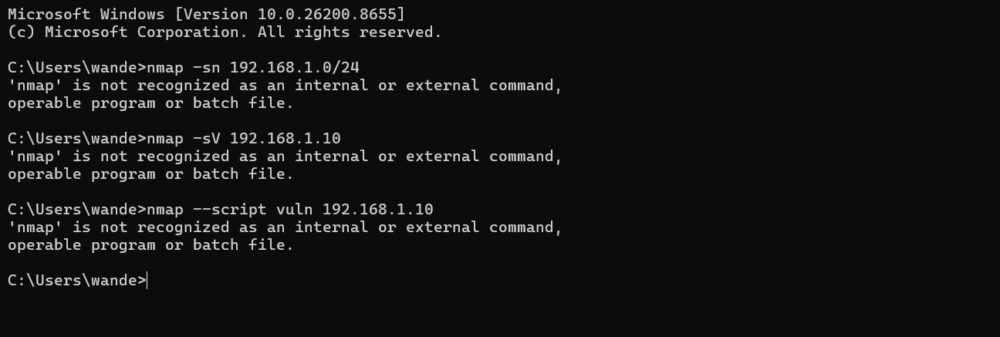 Microsoft Windows [Version 10.0.26200.8655]
(c) Microsoft Corporation. All rights reserved.
C:\Users\wande>nmap -sn 192.168.1.0/24
'nmap' is not recognized as an internal or external command,
operable program or batch file.
C:\Users\wande>nmap -sV 192.168.1.10
'nmap' is not recognized as an internal or external command,
operable program or batch file.
C:\Users\wande>nmap --script vuln 192.168.1.10
'nmap' is not recognized as an internal or external command,
operable program or batch file.
C:\Users\wande>